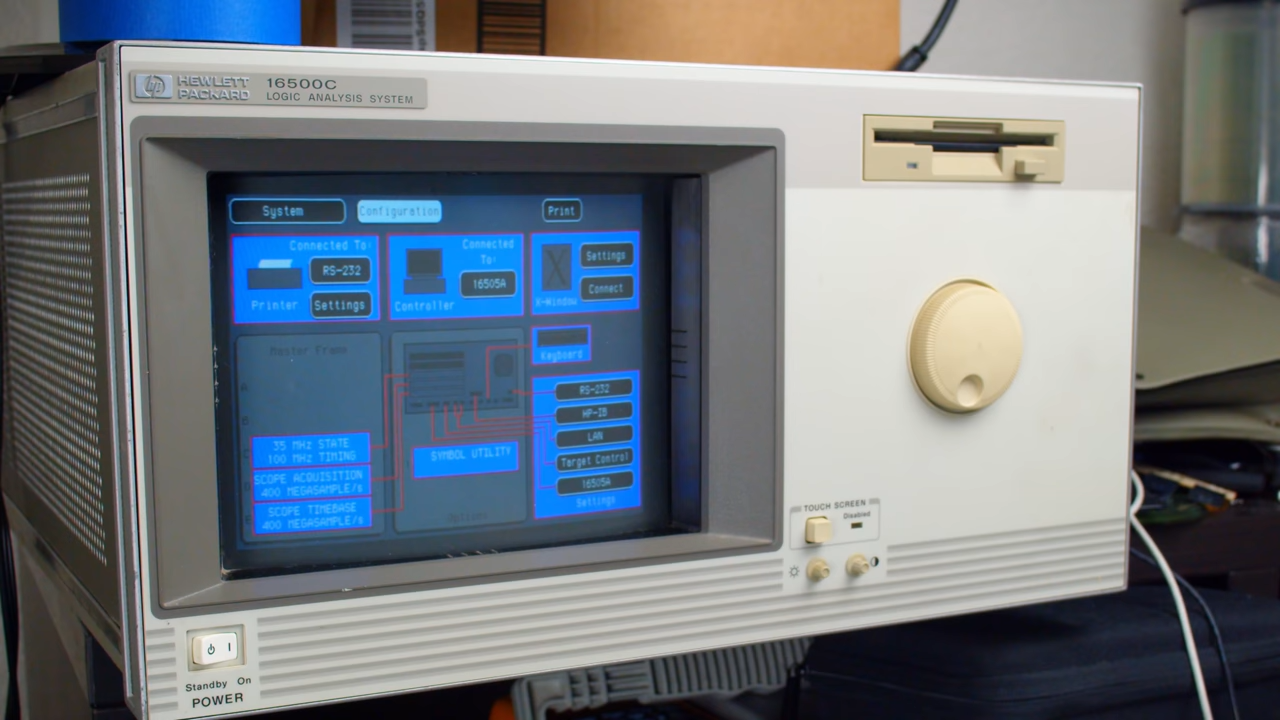 hp HEWLETT PACKARD
16500C
LOGIC ANALYSIS SYSTEM
System
Configuration
Print
Connected To:
RS-232
Printer
Settings
Connected
To:
16505A
Controller
Settings
Connect
X-Window
Keyboard
Master Frame
35 MHz STATE
100 MHz TIMING
SCOPE ACQUISITION
400 MEGASAMPLE/s
SCOPE TIMEBASE
400 MEGASAMPLE/s
SYMBOL UTILITY
Options
RS-232
HP-IB
LAN
Target Control
16505A
Settings
TOUCH SCREEN
Disabled
Standby On
POWER